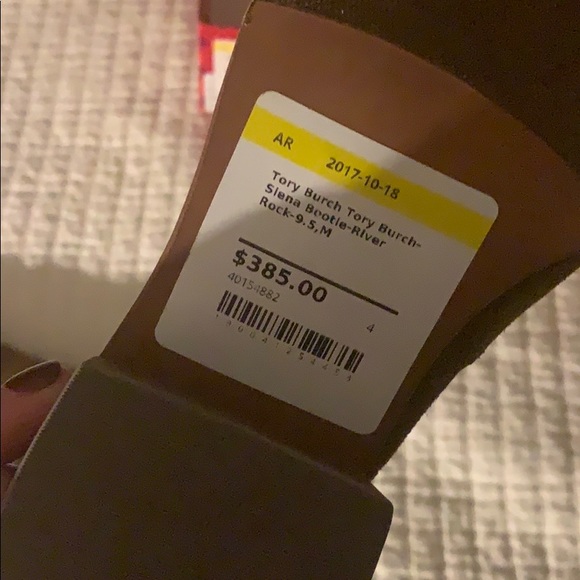 AR 2017-10-18
Tory Burch Tory Burch-
Siena Bootie-River
Rock-9.5,M
$385.00
40154882
4